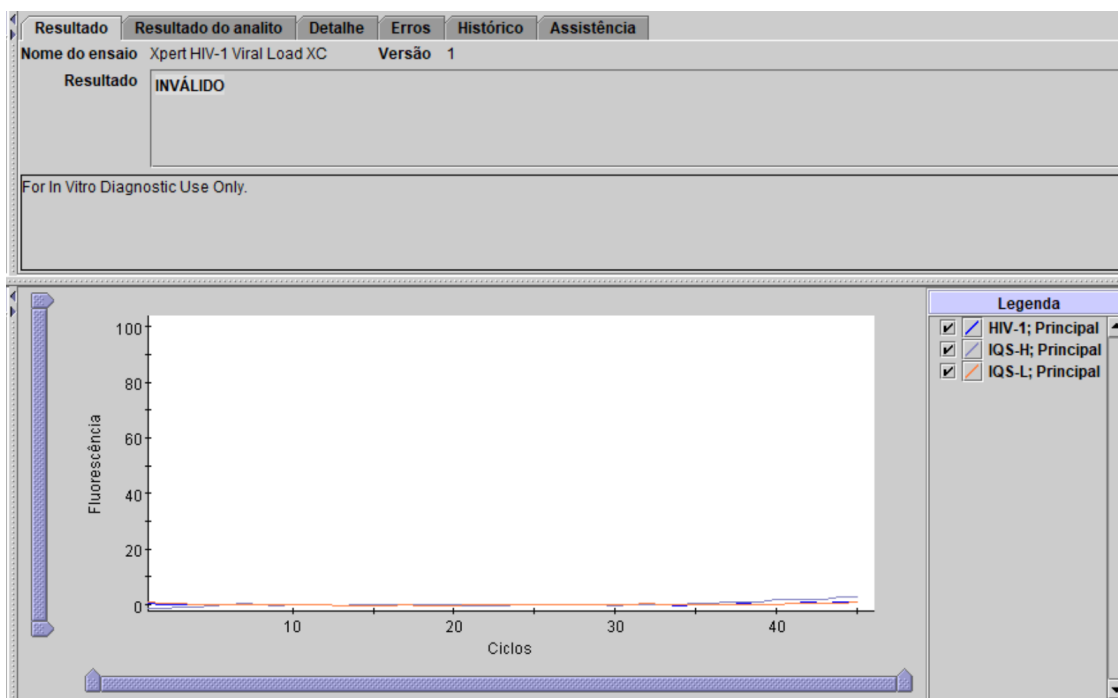 Resultado Resultado do analito Detalhe Erros Histórico Assistência
Nome do ensaio Xpert HIV-1 Viral Load XC Versão 1
Resultado INVÁLIDO
For In Vitro Diagnostic Use Only.
Legenda
HIV-1; Principal
IQS-H; Principal
IQS-L; Principal
Fluorescência
100
80
60
40
20
0
10 20 30 40
Ciclos